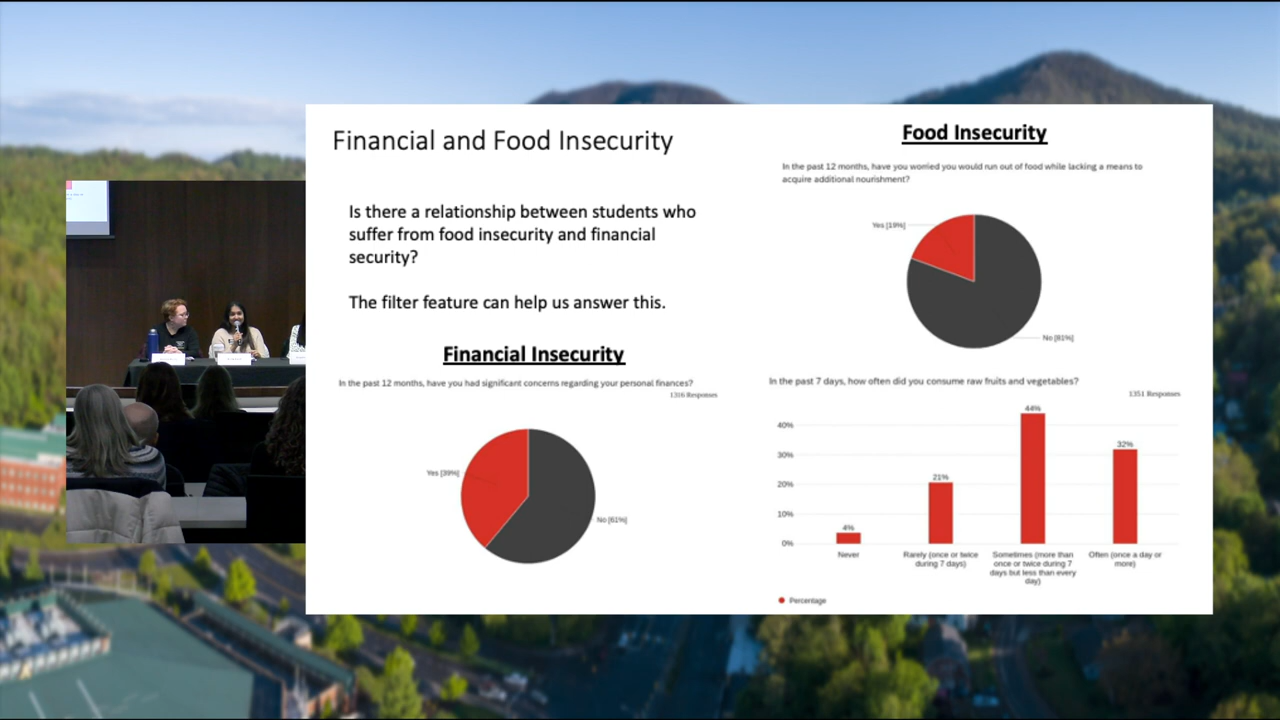 Financial and Food Insecurity
Is there a relationship between students who
suffer from food insecurity and financial
security?
The filter feature can help us answer this.
Financial Insecurity
In the past 12 months, have you had significant concerns regarding your personal finances?
1316 Responses
Yes [39%]
No [61%]
Food Insecurity
In the past 12 months, have you worried you would run out of food while lacking a means to
acquire additional nourishment?
Yes [19%]
No [81%]
In the past 7 days, how often did you consume raw fruits and vegetables?
1351 Responses
40%
30%
20%
10%
0%
4%
21%
44%
32%
Never
Rarely (once or twice
during 7 days)
Sometimes (more than
once or twice during 7
days but less than every
day)
Often (once a day or
more)
Percentage